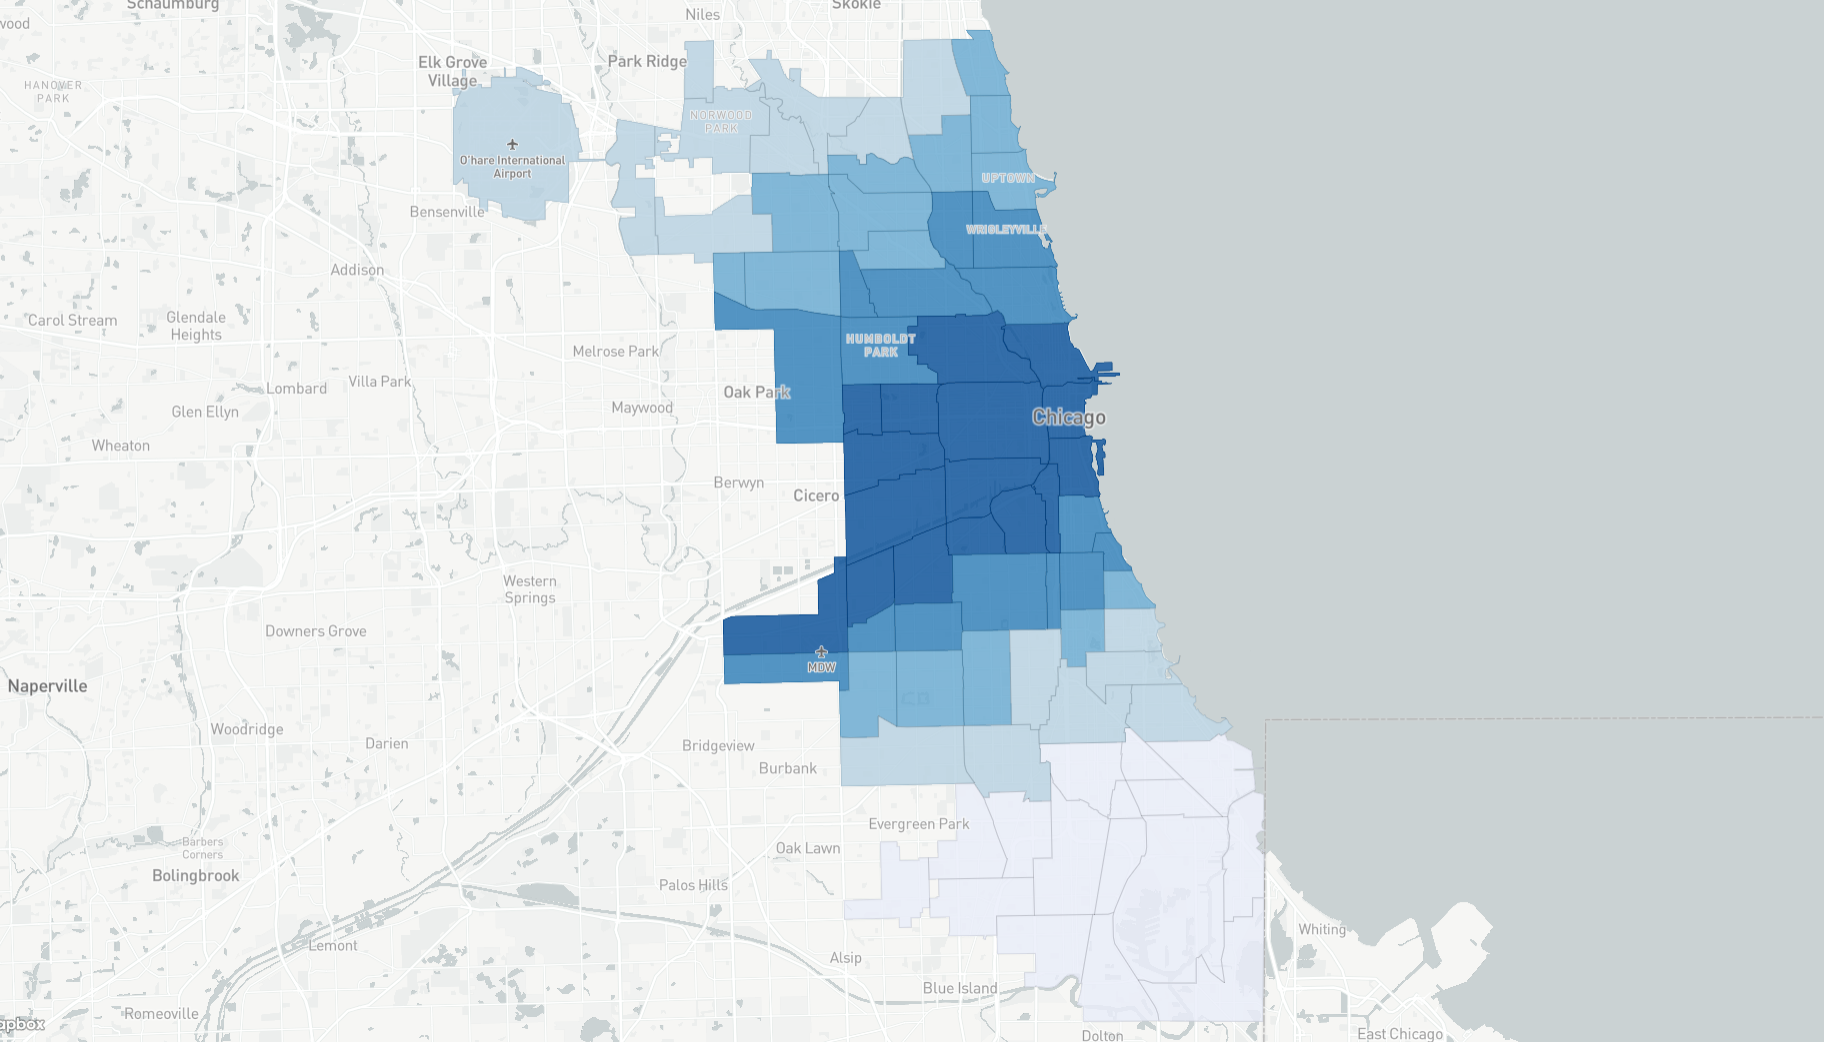 Schaumburg
wood
Niles
Skokie
Elk Grove
Village
Park Ridge
HANOVER
PARK
NORWOOD
PARK
O'hare International
Airport
UPTOWN
Bensenville
WRIGLEYVILLE
Addison
Carol Stream
Glendale
Heights
HUMBOLDT
PARK
Melrose Park
Villa Park
Lombard
Oak Park
Glen Ellyn
Maywood
Chicago
Wheaton
Berwyn
Cicero
Western
Springs
Downers Grove
MDW
Naperville
Woodridge
Darien
Bridgeview
Burbank
Evergreen Park
Barbers
Corners
Oak Lawn
Bolingbrook
Palos Hills
Whiting
Lemont
Alsip
Blue Island
Romeoville
apbox
Dolton
East Chicago